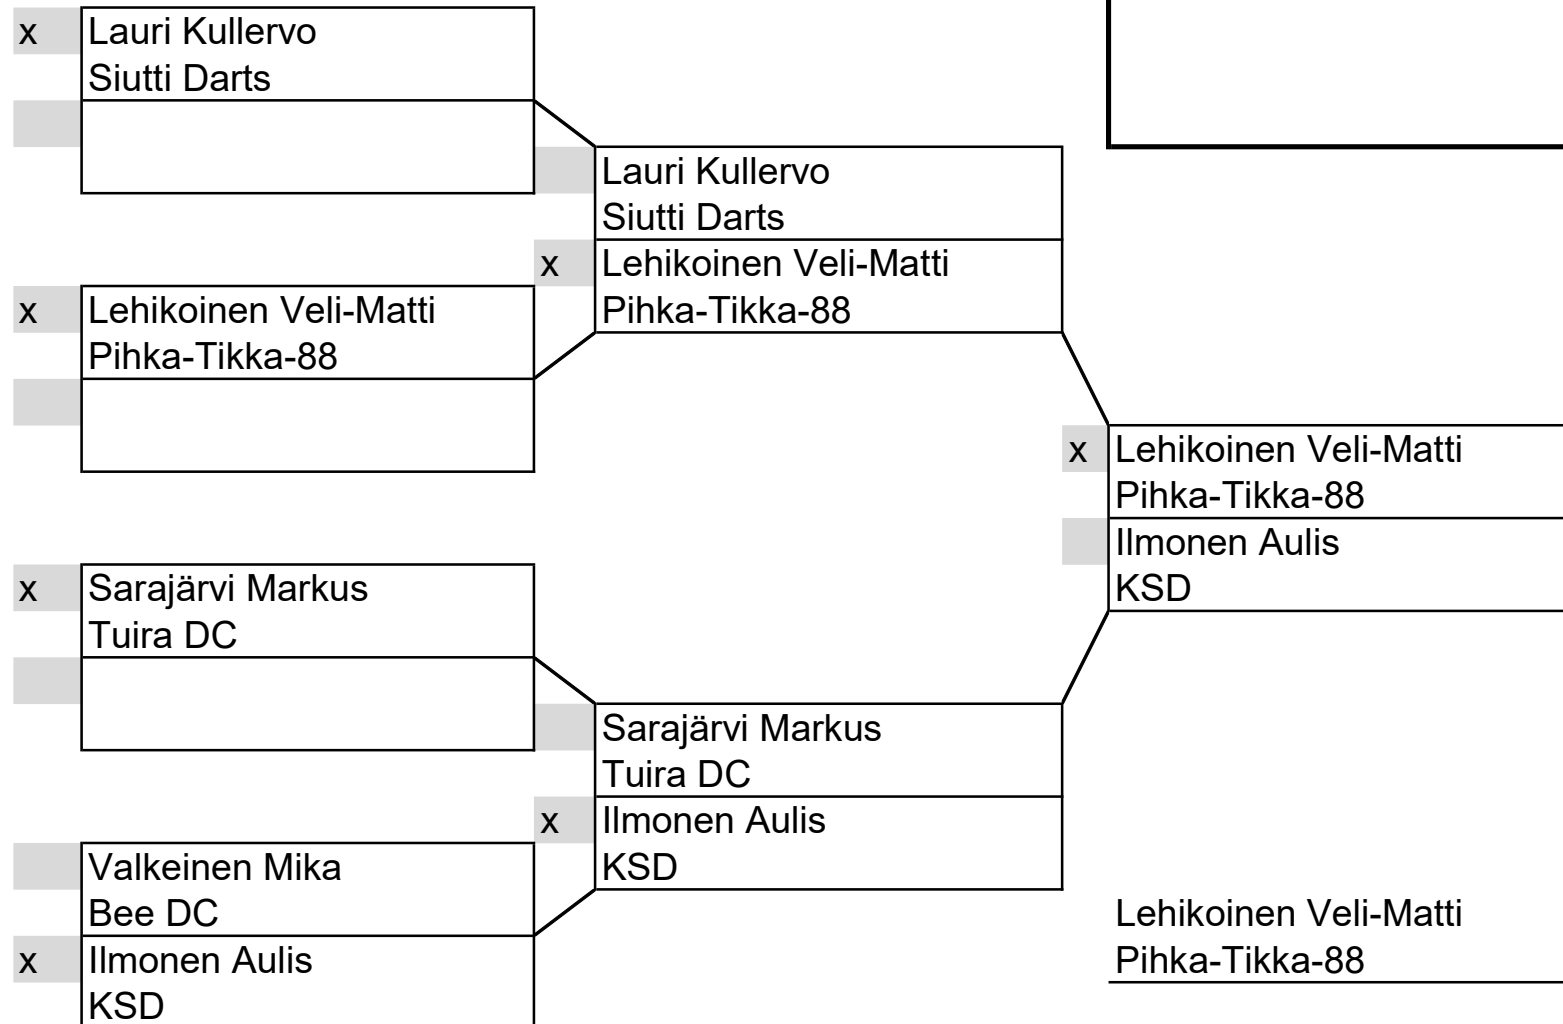 x Lauri Kullervo
Siutti Darts
Lauri Kullervo
Siutti Darts
x Lehikoinen Veli-Matti
Pihka-Tikka-88
x Lehikoinen Veli-Matti
Pihka-Tikka-88
x Lehikoinen Veli-Matti
Pihka-Tikka-88
Ilmonen Aulis
KSD
x Sarajärvi Markus
Tuira DC
Sarajärvi Markus
Tuira DC
x Ilmonen Aulis
KSD
Valkeinen Mika
Bee DC
x Ilmonen Aulis
KSD
Lehikoinen Veli-Matti
Pihka-Tikka-88